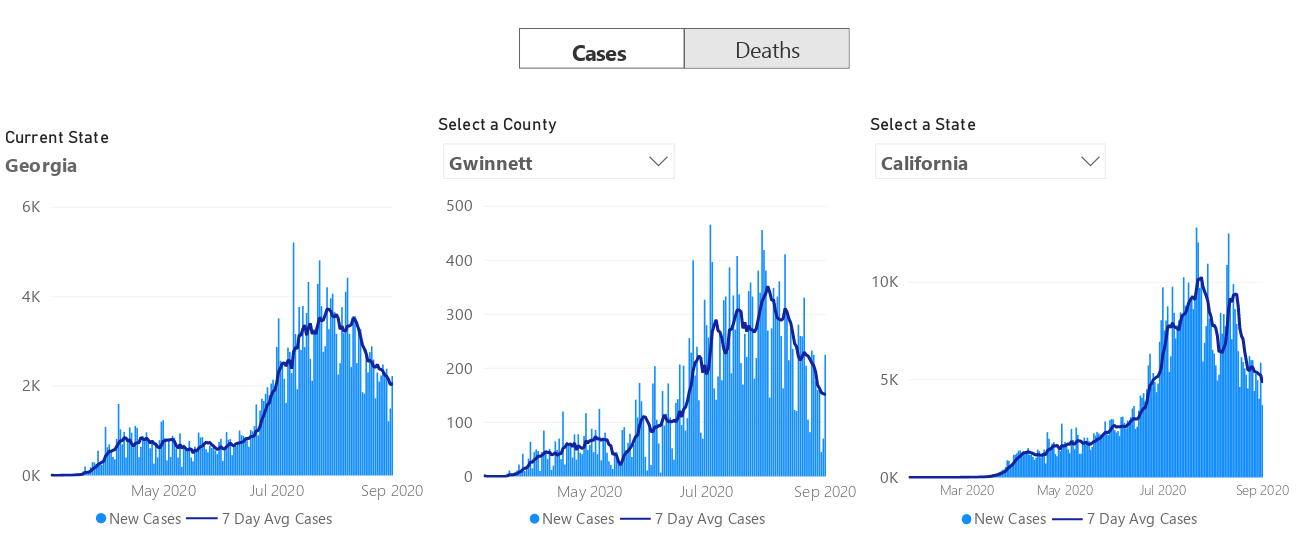 Cases Deaths
Current State
Georgia
6K
4K
2K
0K
May 2020 Jul 2020 Sep 2020
New Cases 7 Day Avg Cases
Select a County
Gwinnett
500
400
300
200
100
0
May 2020 Jul 2020 Sep 2020
New Cases 7 Day Avg Cases
Select a State
California
10K
5K
0K
Mar 2020 May 2020 Jul 2020 Sep 2020
New Cases 7 Day Avg Cases